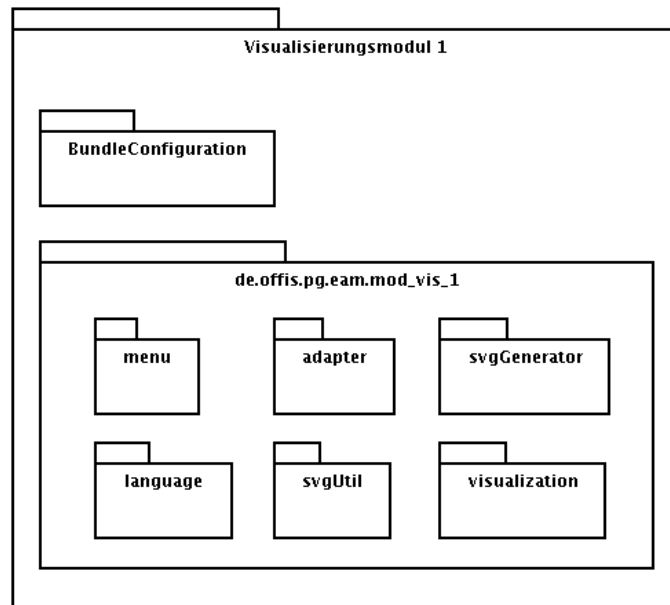 Visualisierungsmodul 1
BundleConfiguration
de.offis.pg.eam.mod_vis_1
menu
adapter
svgGenerator
language
svgUtil
visualization